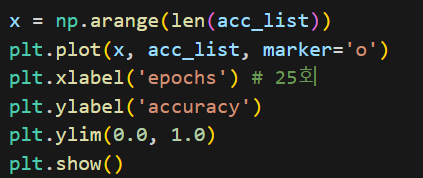 x = np.arange(len(acc_list))
plt.plot(x, acc_list, marker='o')
plt.xlabel('epochs') # 25회
plt.ylabel('accuracy')
plt.ylim(0.0, 1.0)
plt.show()